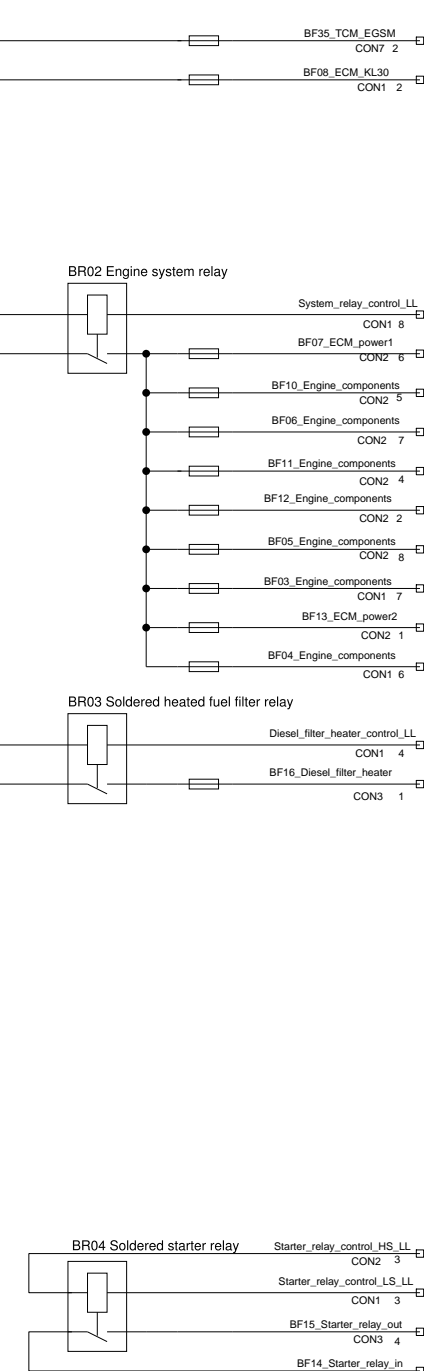 BF35_TCM_EGSM
CON7 2
BF08_ECM_KL30
CON1 2
BR02 Engine system relay
System_relay_control_LL
CON1 8
BF07_ECM_power1
CON2 6
BF10_Engine_components
CON2 5
BF06_Engine_components
CON2 7
BF11_Engine_components
CON2 4
BF12_Engine_components
CON2 2
BF05_Engine_components
CON2 8
BF03_Engine_components
CON1 7
BF13_ECM_power2
CON2 1
BF04_Engine_components
CON1 6
BR03 Soldered heated fuel filter relay
Diesel_filter_heater_control_LL
CON1 4
BF16_Diesel_filter_heater
CON3 1
BR04 Soldered starter relay
Starter_relay_control_HS_LL
CON2 3
Starter_relay_control_LS_LL
CON1 3
BF15_Starter_relay_out
CON3 4
BF14_Starter_relay_in